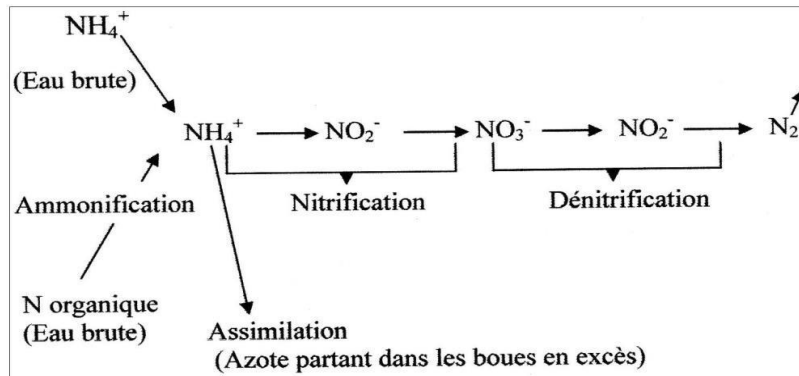 NH₄⁺
(Eau brute)
NH₄⁺ NO₂⁻ NO₃⁻ NO₂⁻ N₂
Ammonification Nitrification Dénitrification
N organique
(Eau brute)
Assimilation
(Azote partant dans les boues en excès)